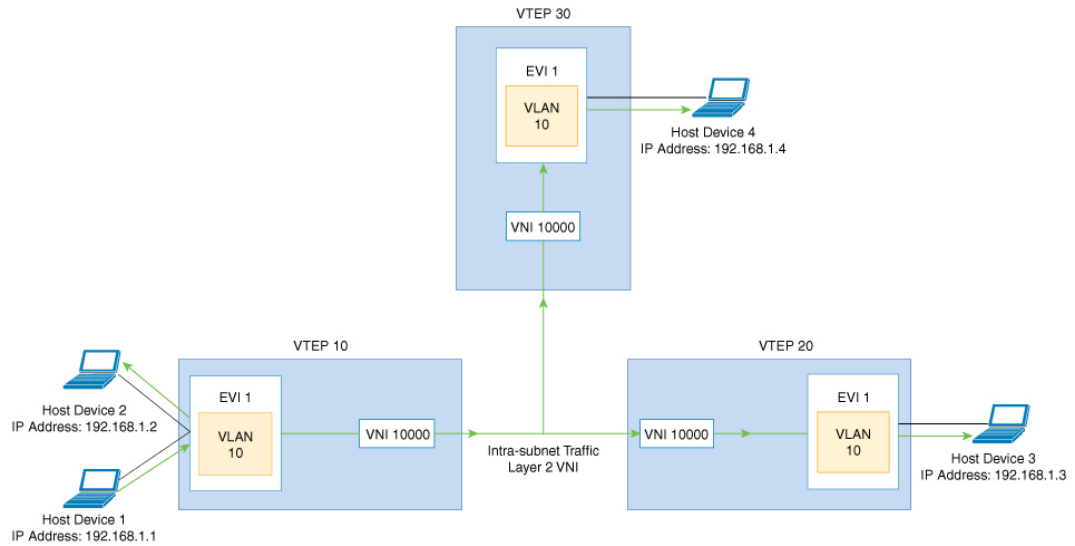 VTEP 30
EVI 1
VLAN
10
Host Device 4
IP Address: 192.168.1.4
VNI 10000
VTEP 10
VTEP 20
EVI 1
VLAN
10
VNI 10000
Intra-subnet Traffic
Layer 2 VNI
VNI 10000
EVI 1
VLAN
10
Host Device 2
IP Address: 192.168.1.2
Host Device 3
IP Address: 192.168.1.3
Host Device 1
IP Address: 192.168.1.1